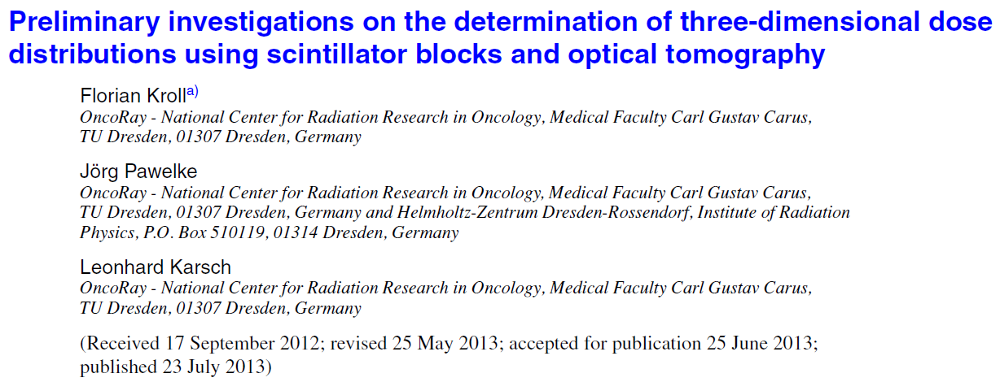 Preliminary investigations on the determination of three-dimensional dose
distributions using scintillator blocks and optical tomography
Florian Kroll a)
OncoRay - National Center for Radiation Research in Oncology, Medical Faculty Carl Gustav Carus,
TU Dresden, 01307 Dresden, Germany
Jörg Pawelke
OncoRay - National Center for Radiation Research in Oncology, Medical Faculty Carl Gustav Carus,
TU Dresden, 01307 Dresden, Germany and Helmholtz-Zentrum Dresden-Rossendorf, Institute of Radiation
Physics, P.O. Box 510119, 01314 Dresden, Germany
Leonhard Karsch
OncoRay - National Center for Radiation Research in Oncology, Medical Faculty Carl Gustav Carus,
TU Dresden, 01307 Dresden, Germany
(Received 17 September 2012; revised 25 May 2013; accepted for publication 25 June 2013;
published 23 July 2013)